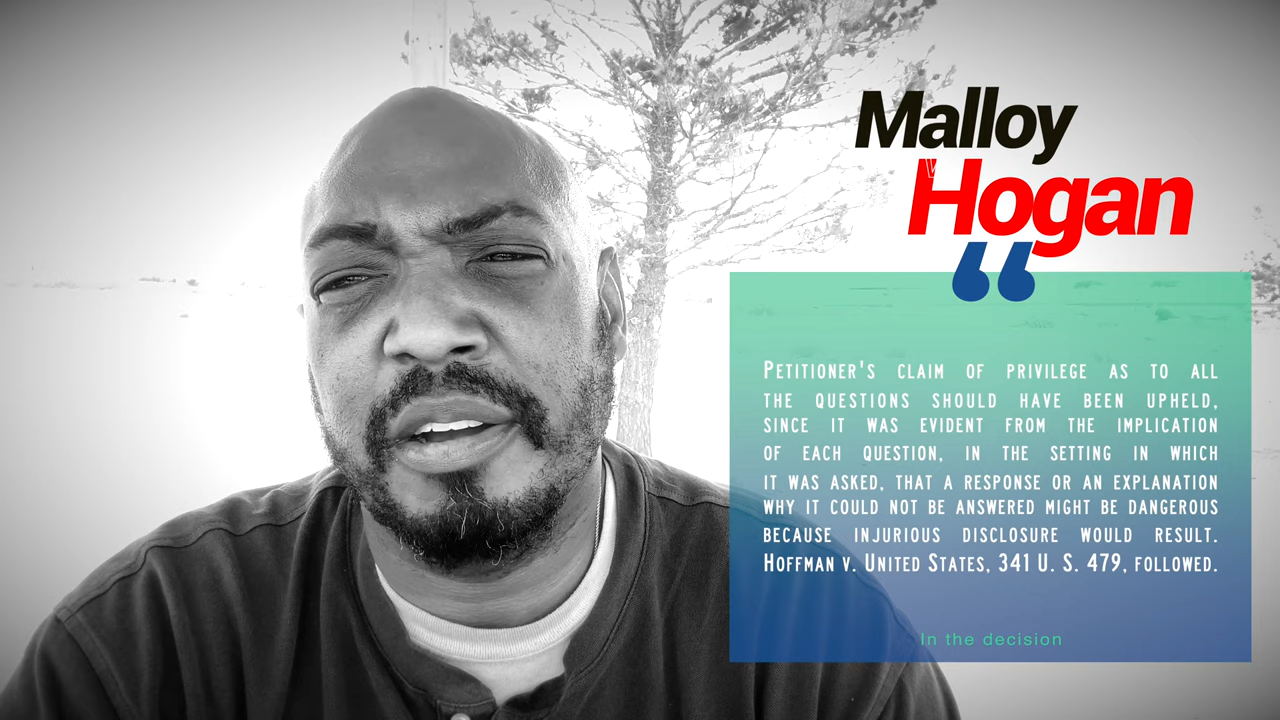 Malloy
v
Hogan
“
PETITIONER'S CLAIM OF PRIVILEGE AS TO ALL
THE QUESTIONS SHOULD HAVE BEEN UPHELD,
SINCE IT WAS EVIDENT FROM THE IMPLICATION
OF EACH QUESTION, IN THE SETTING IN WHICH
IT WAS ASKED, THAT A RESPONSE OR AN EXPLANATION
WHY IT COULD NOT BE ANSWERED MIGHT BE DANGEROUS
BECAUSE INJURIOUS DISCLOSURE WOULD RESULT.
HOFFMAN V. UNITED STATES, 341 U. S. 479, FOLLOWED.
In the decision